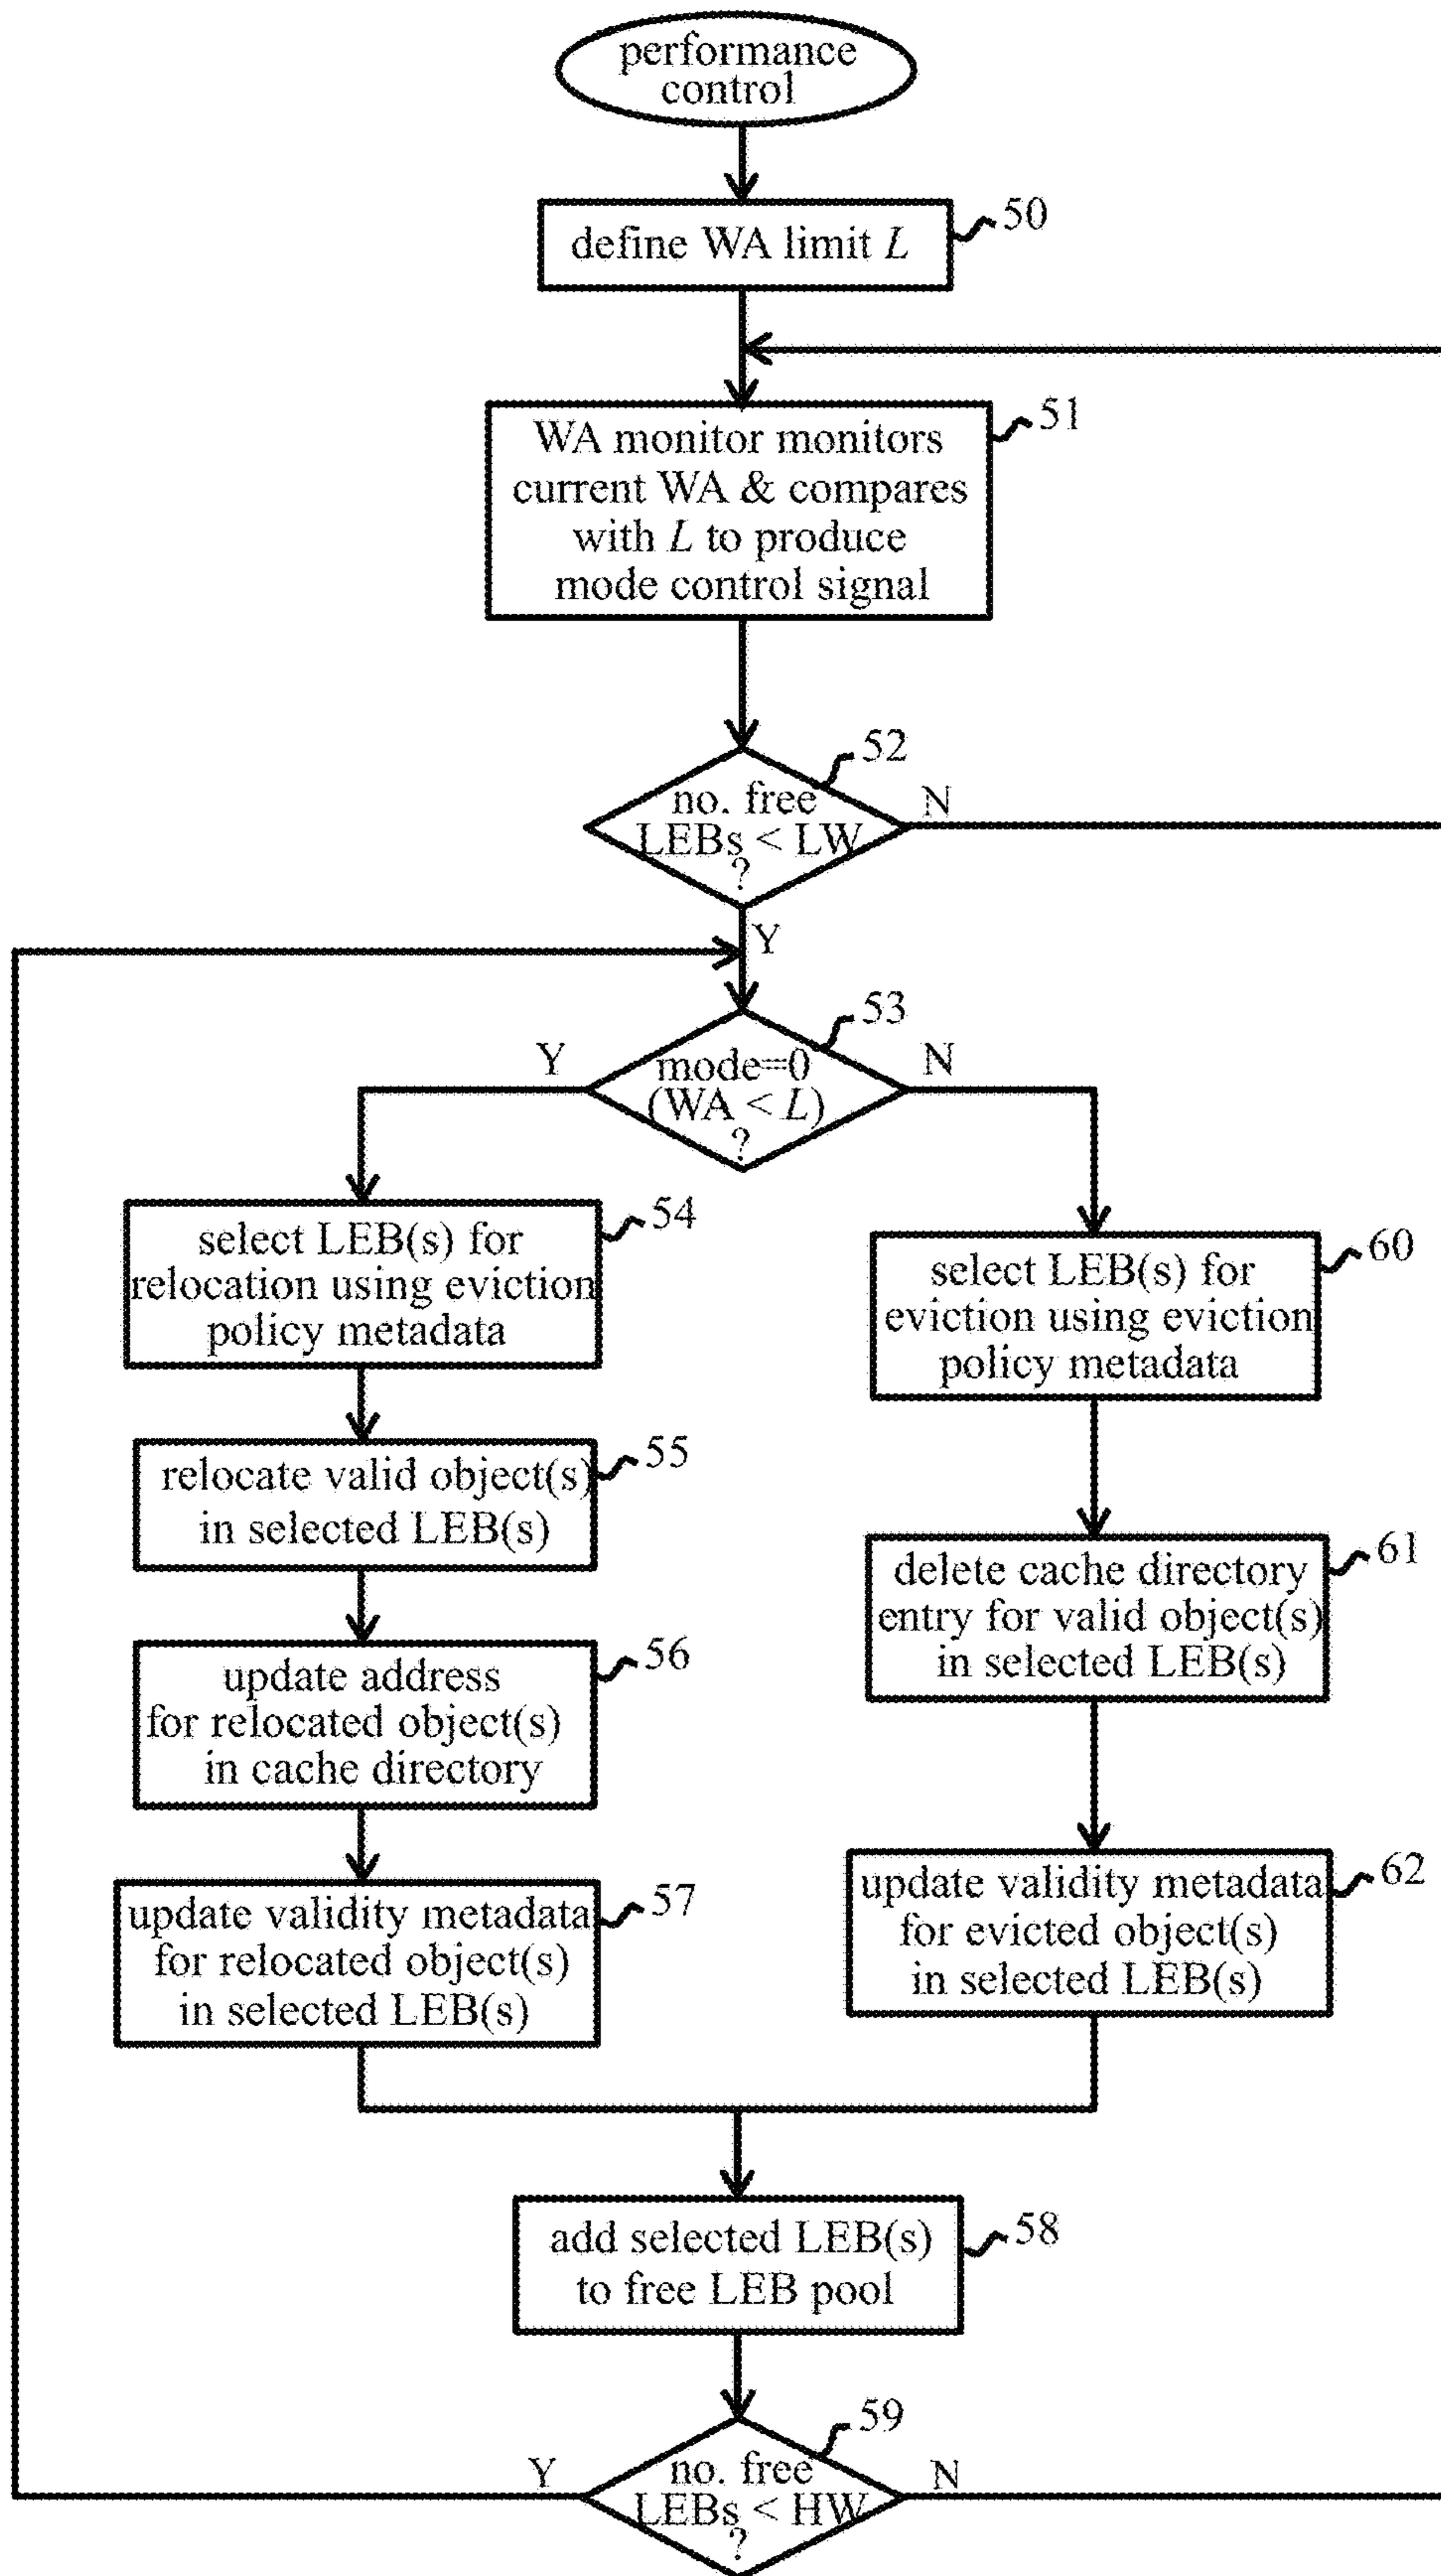 performance
control
define WA limit L
50
WA monitor monitors
current WA & compares
with L to produce
mode control signal
51
52
no. free
LEBs < LW
?
N
Y
53
mode=0
(WA < L)
?
Y
N
select LEB(s) for
relocation using eviction
policy metadata
54
select LEB(s) for
eviction using eviction
policy metadata
60
relocate valid object(s)
in selected LEB(s)
55
delete cache directory
entry for valid object(s)
in selected LEB(s)
61
update address
for relocated object(s)
in cache directory
56
update validity metadata
for relocated object(s)
in selected LEB(s)
57
update validity metadata
for evicted object(s)
in selected LEB(s)
62
add selected LEB(s)
to free LEB pool
58
59
no. free
LEBs < HW
?
Y
N